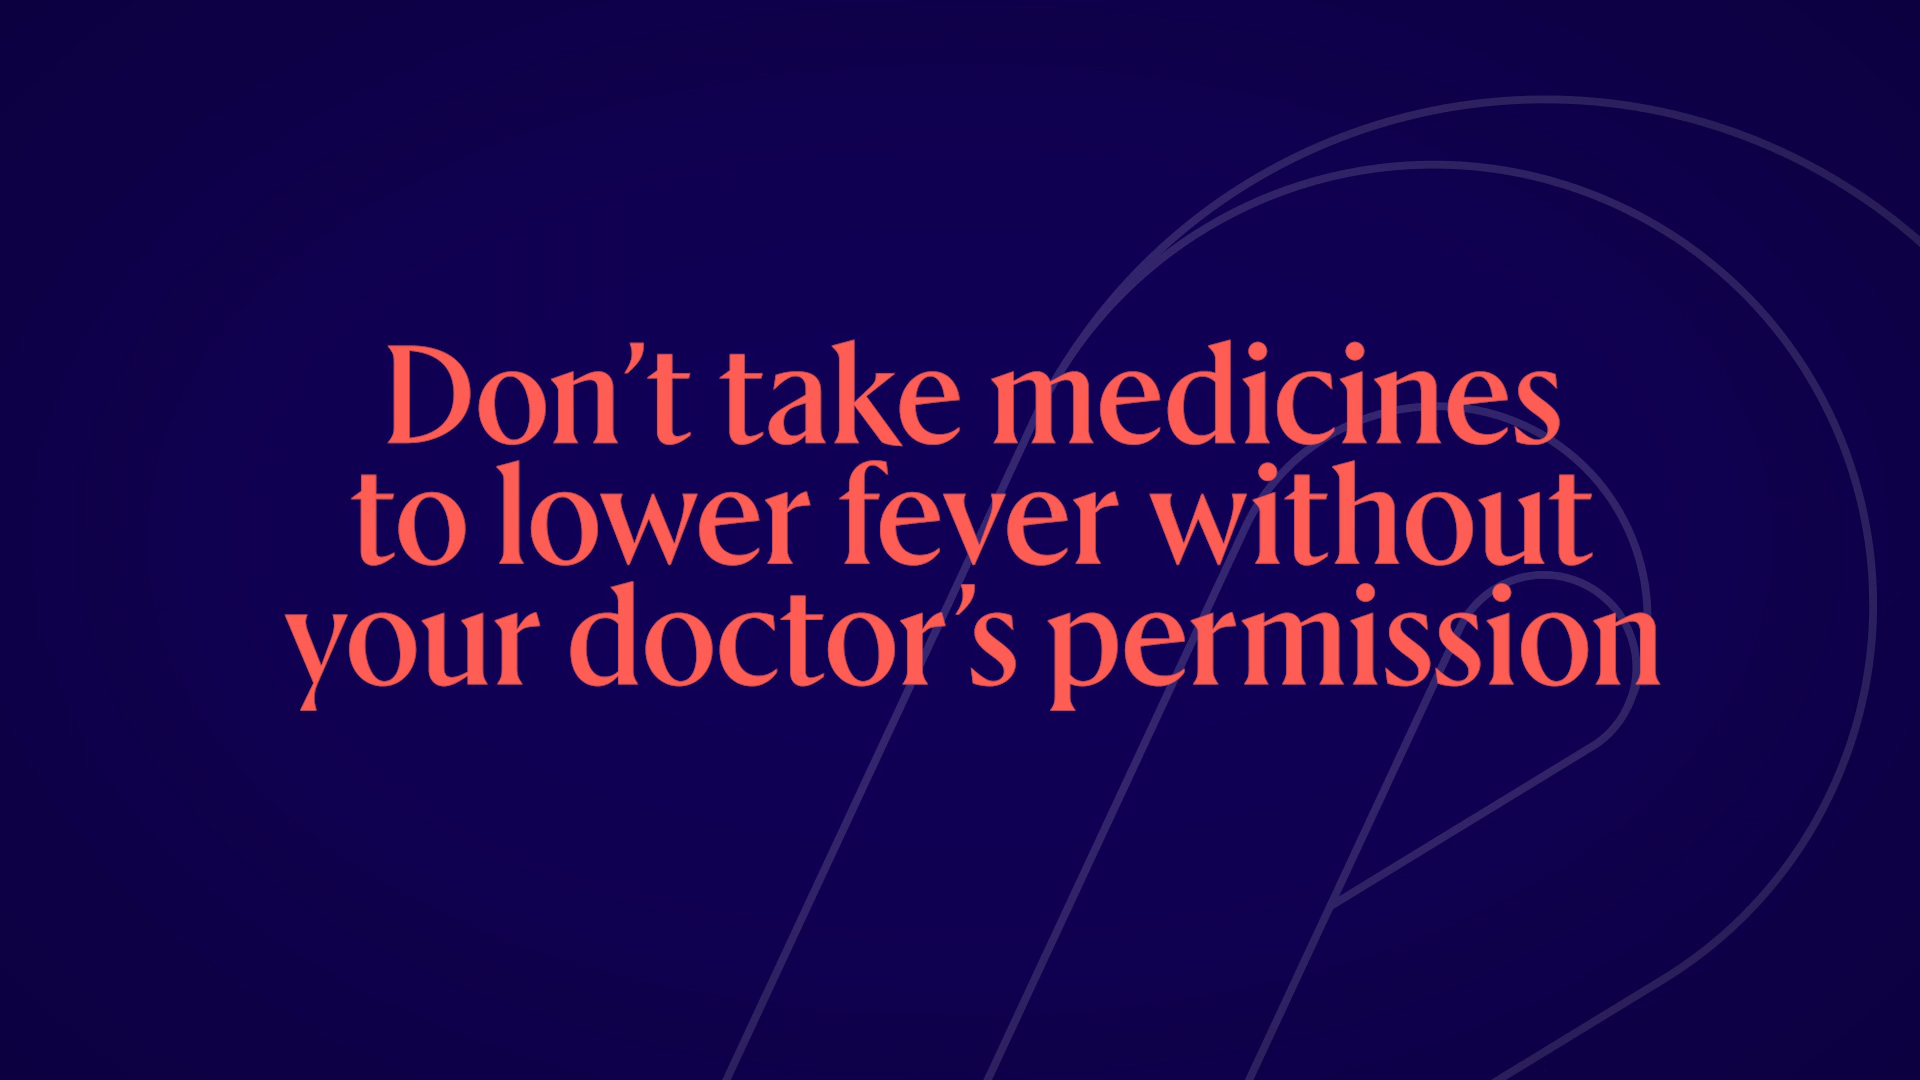 Don’t take medicines
to lower fever without
your doctor’s permission